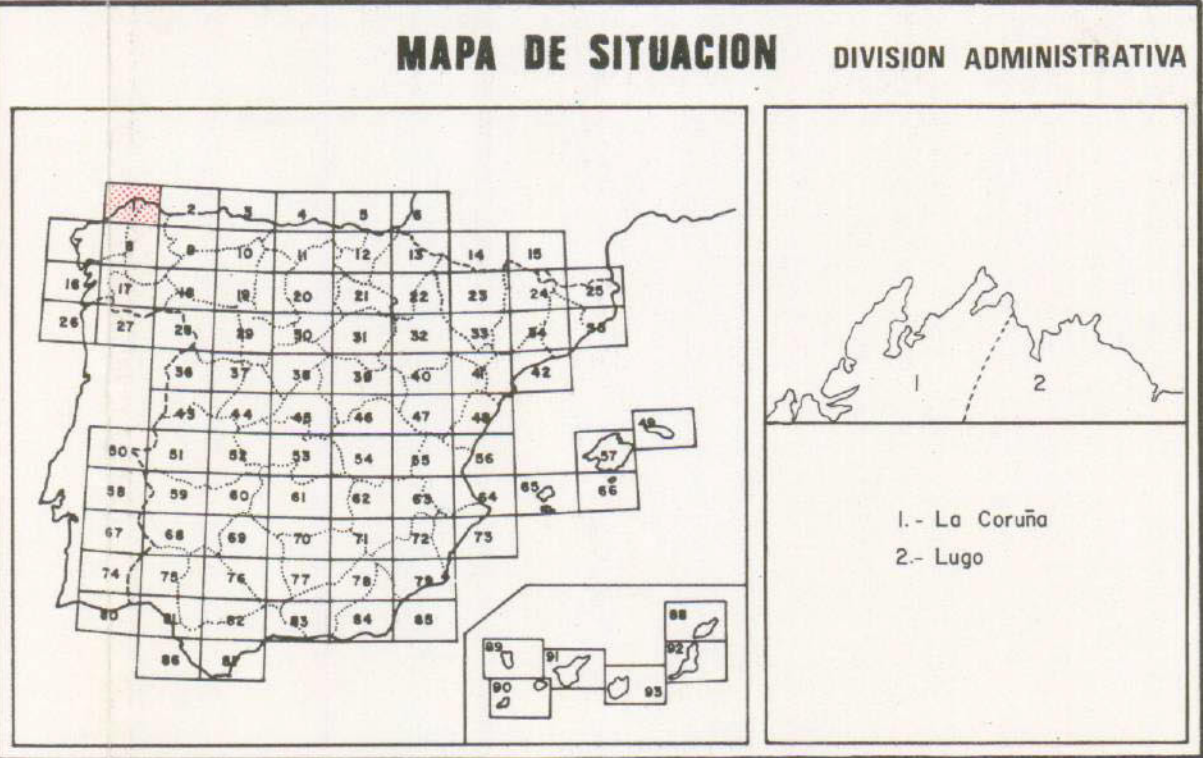 MAPA DE SITUACION DIVISION ADMINISTRATIVA
1 2 3 4 5 6
8 9 10 11 12 13 14 15
16 17 18 19 20 21 22 23 24 25
26 27 28 29 30 31 32 33 34 35
36 37 38 39 40 41 42
43 44 45 46 47 48 49
50 51 52 53 54 55 56 57
58 59 60 61 62 63 64 65 66
67 68 69 70 71 72 73
74 75 76 77 78 79
80 81 82 83 84 85
86 87
88
89 91 92
90 93
1 2
1.- La Coruña
2.- Lugo